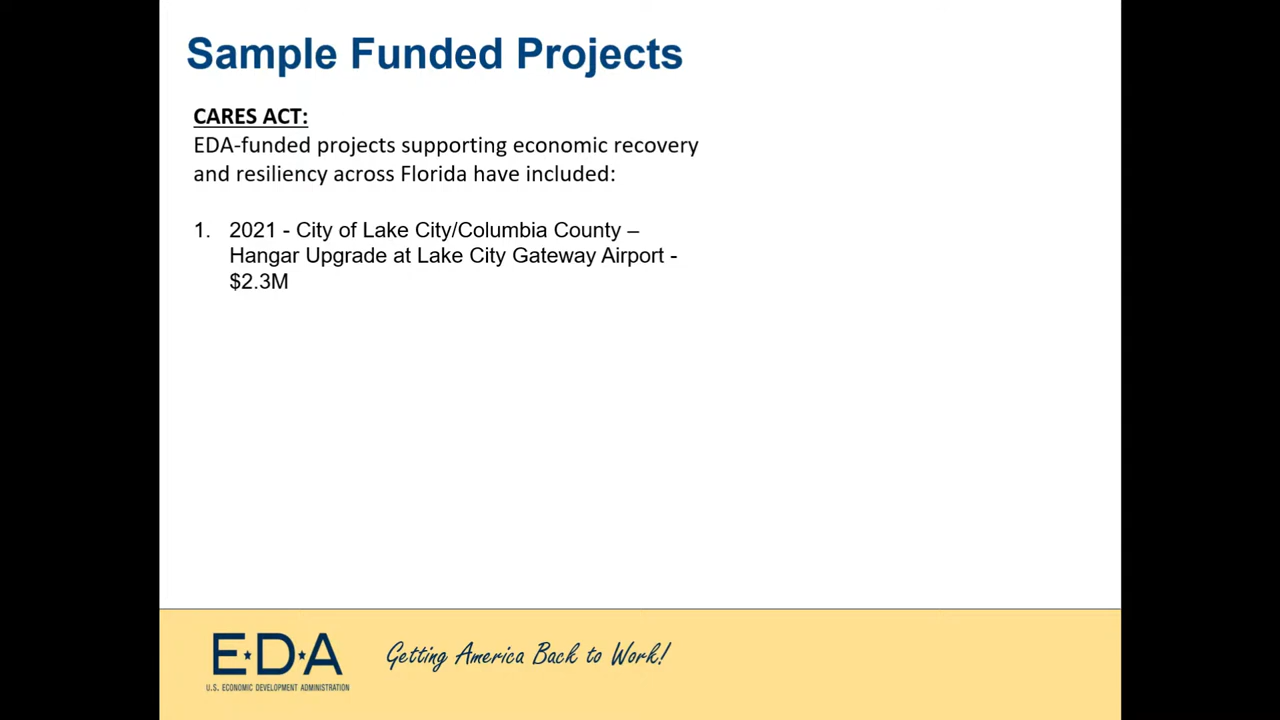 Sample Funded Projects
CARES ACT:
EDA-funded projects supporting economic recovery
and resiliency across Florida have included:
1. 2021 - City of Lake City/Columbia County –
Hangar Upgrade at Lake City Gateway Airport -
$2.3M
E★D★A
U.S. ECONOMIC DEVELOPMENT ADMINISTRATION
Getting America Back to Work!